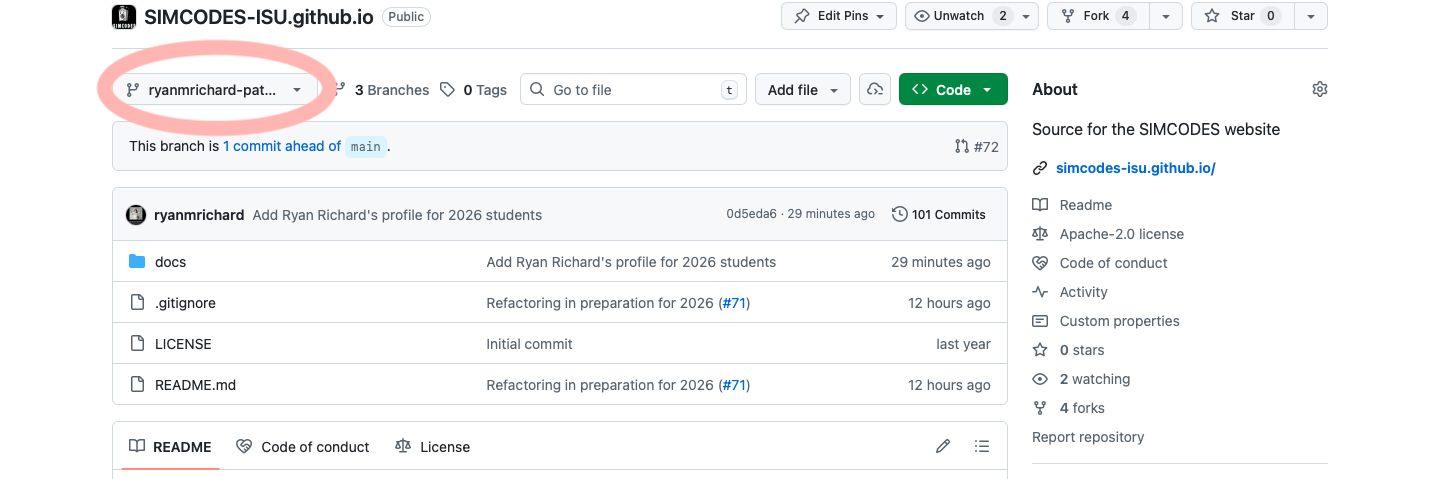 SIMCODES-ISU.github.io Public Edit Pins Unwatch 2 Fork 4 Star 0
ryanmrichard-pat... 3 Branches 0 Tags Go to file t Add file Code
This branch is 1 commit ahead of main. #72
ryanmrichard Add Ryan Richard's profile for 2026 students 0d5eda6 · 29 minutes ago 101 Commits
docs Add Ryan Richard's profile for 2026 students 29 minutes ago
.gitignore Refactoring in preparation for 2026 (#71) 12 hours ago
LICENSE Initial commit last year
README.md Refactoring in preparation for 2026 (#71) 12 hours ago
README Code of conduct License
About
Source for the SIMCODES website
simcodes-isu.github.io/
Readme
Apache-2.0 license
Code of conduct
Activity
Custom properties
0 stars
2 watching
4 forks
Report repository